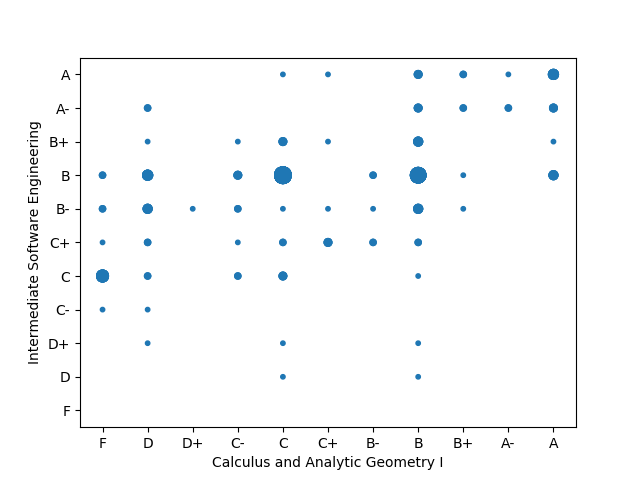 A
A-
B+
B
B-
C+
C
C-
D+
D
F
Intermediate Software Engineering
F D D+ C- C C+ B- B B+ A- A
Calculus and Analytic Geometry I